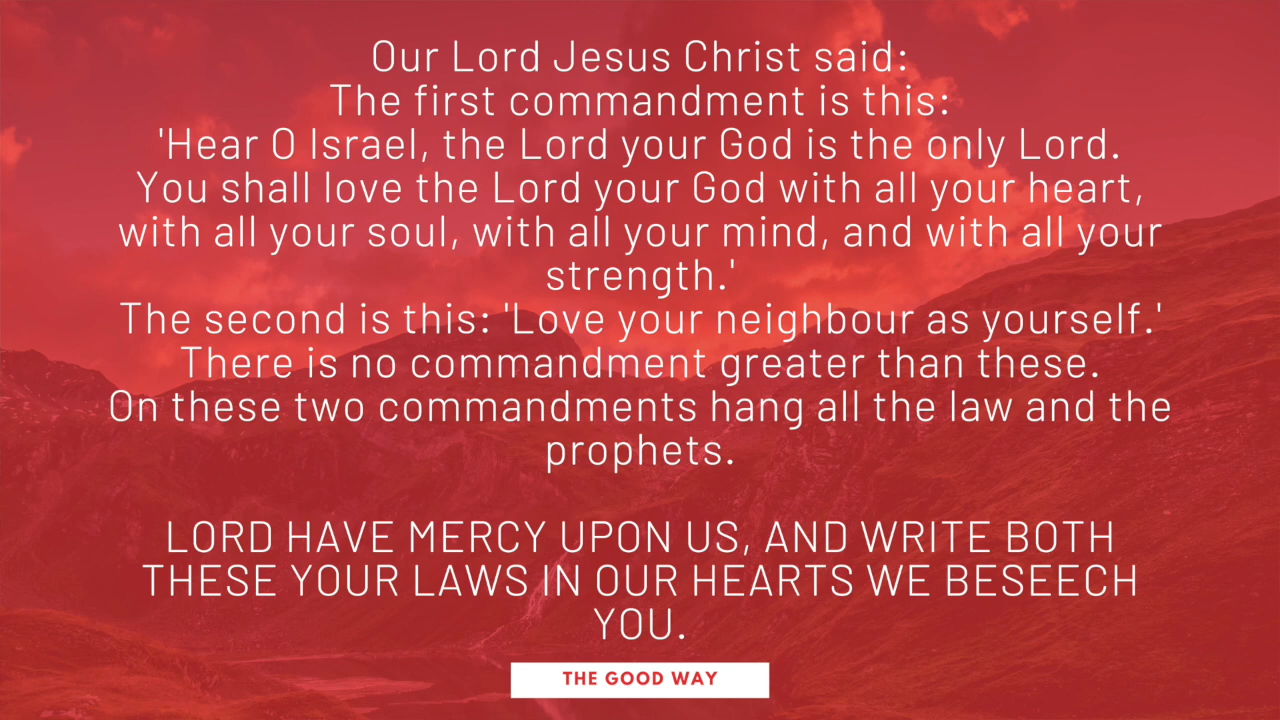 Our Lord Jesus Christ said:
The first commandment is this:
'Hear O Israel, the Lord your God is the only Lord.
You shall love the Lord your God with all your heart,
with all your soul, with all your mind, and with all your
strength.'
The second is this: 'Love your neighbour as yourself.'
There is no commandment greater than these.
On these two commandments hang all the law and the
prophets.
LORD HAVE MERCY UPON US, AND WRITE BOTH
THESE YOUR LAWS IN OUR HEARTS WE BESEECH
YOU.
THE GOOD WAY